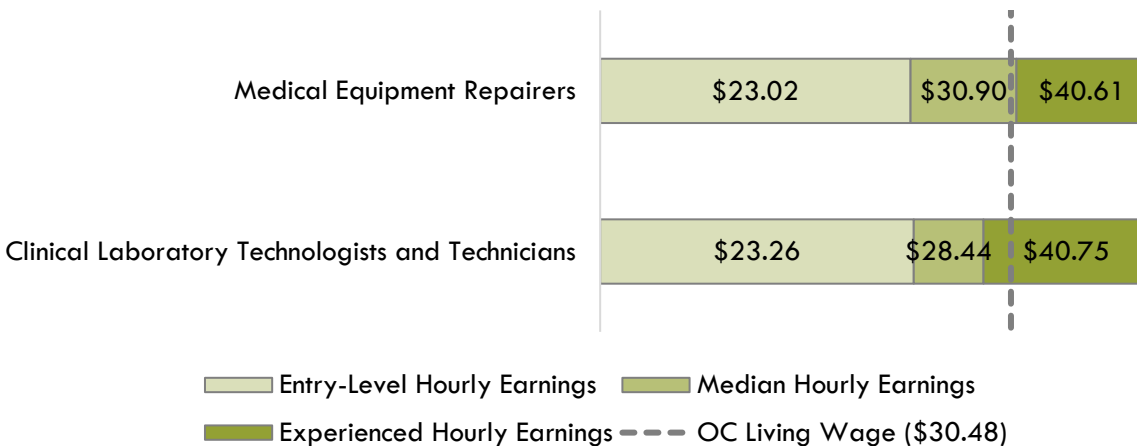 Medical Equipment Repairers $23.02 $30.90 $40.61
Clinical Laboratory Technologists and Technicians $23.26 $28.44 $40.75
Entry-Level Hourly Earnings Median Hourly Earnings
Experienced Hourly Earnings OC Living Wage ($30.48)